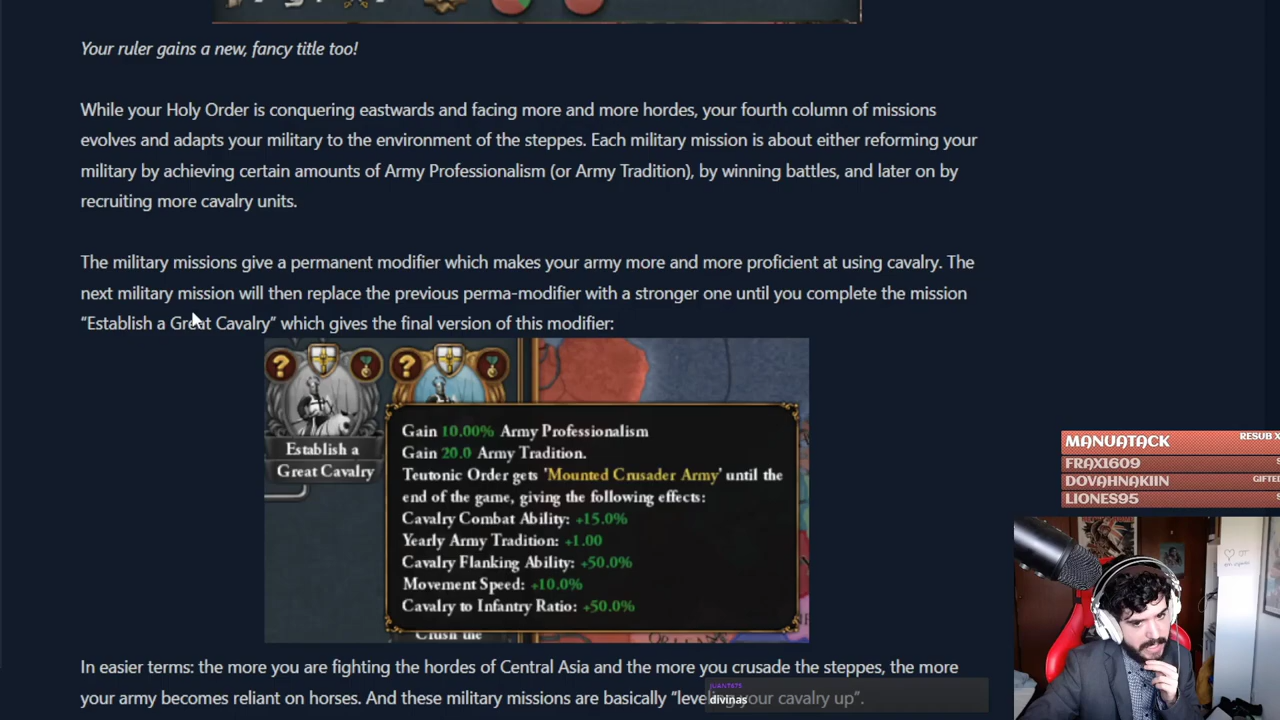 Your ruler gains a new, fancy title too!
While your Holy Order is conquering eastwards and facing more and more hordes, your fourth column of missions
evolves and adapts your military to the environment of the steppes. Each military mission is about either reforming your
military by achieving certain amounts of Army Professionalism (or Army Tradition), by winning battles, and later on by
recruiting more cavalry units.
The military missions give a permanent modifier which makes your army more and more proficient at using cavalry. The
next military mission will then replace the previous perma-modifier with a stronger one until you complete the mission
“Establish a Great Cavalry” which gives the final version of this modifier:
Establish a
Great Cavalry
Gain 10.00% Army Professionalism
Gain 20.0 Army Tradition.
Teutonic Order gets 'Mounted Crusader Army' until the
end of the game, giving the following effects:
Cavalry Combat Ability: +15.0%
Yearly Army Tradition: +1.00
Cavalry Flanking Ability: +50.0%
Movement Speed: +10.0%
Cavalry to Infantry Ratio: +50.0%
Crush the
MANUATACK RESUB X
FRAX1609
DOVAHNAKIIN GIFTED
LIONES95
In easier terms: the more you are fighting the hordes of Central Asia and the more you crusade the steppes, the more
your army becomes reliant on horses. And these military missions are basically “leveling your cavalry up”.
divinas